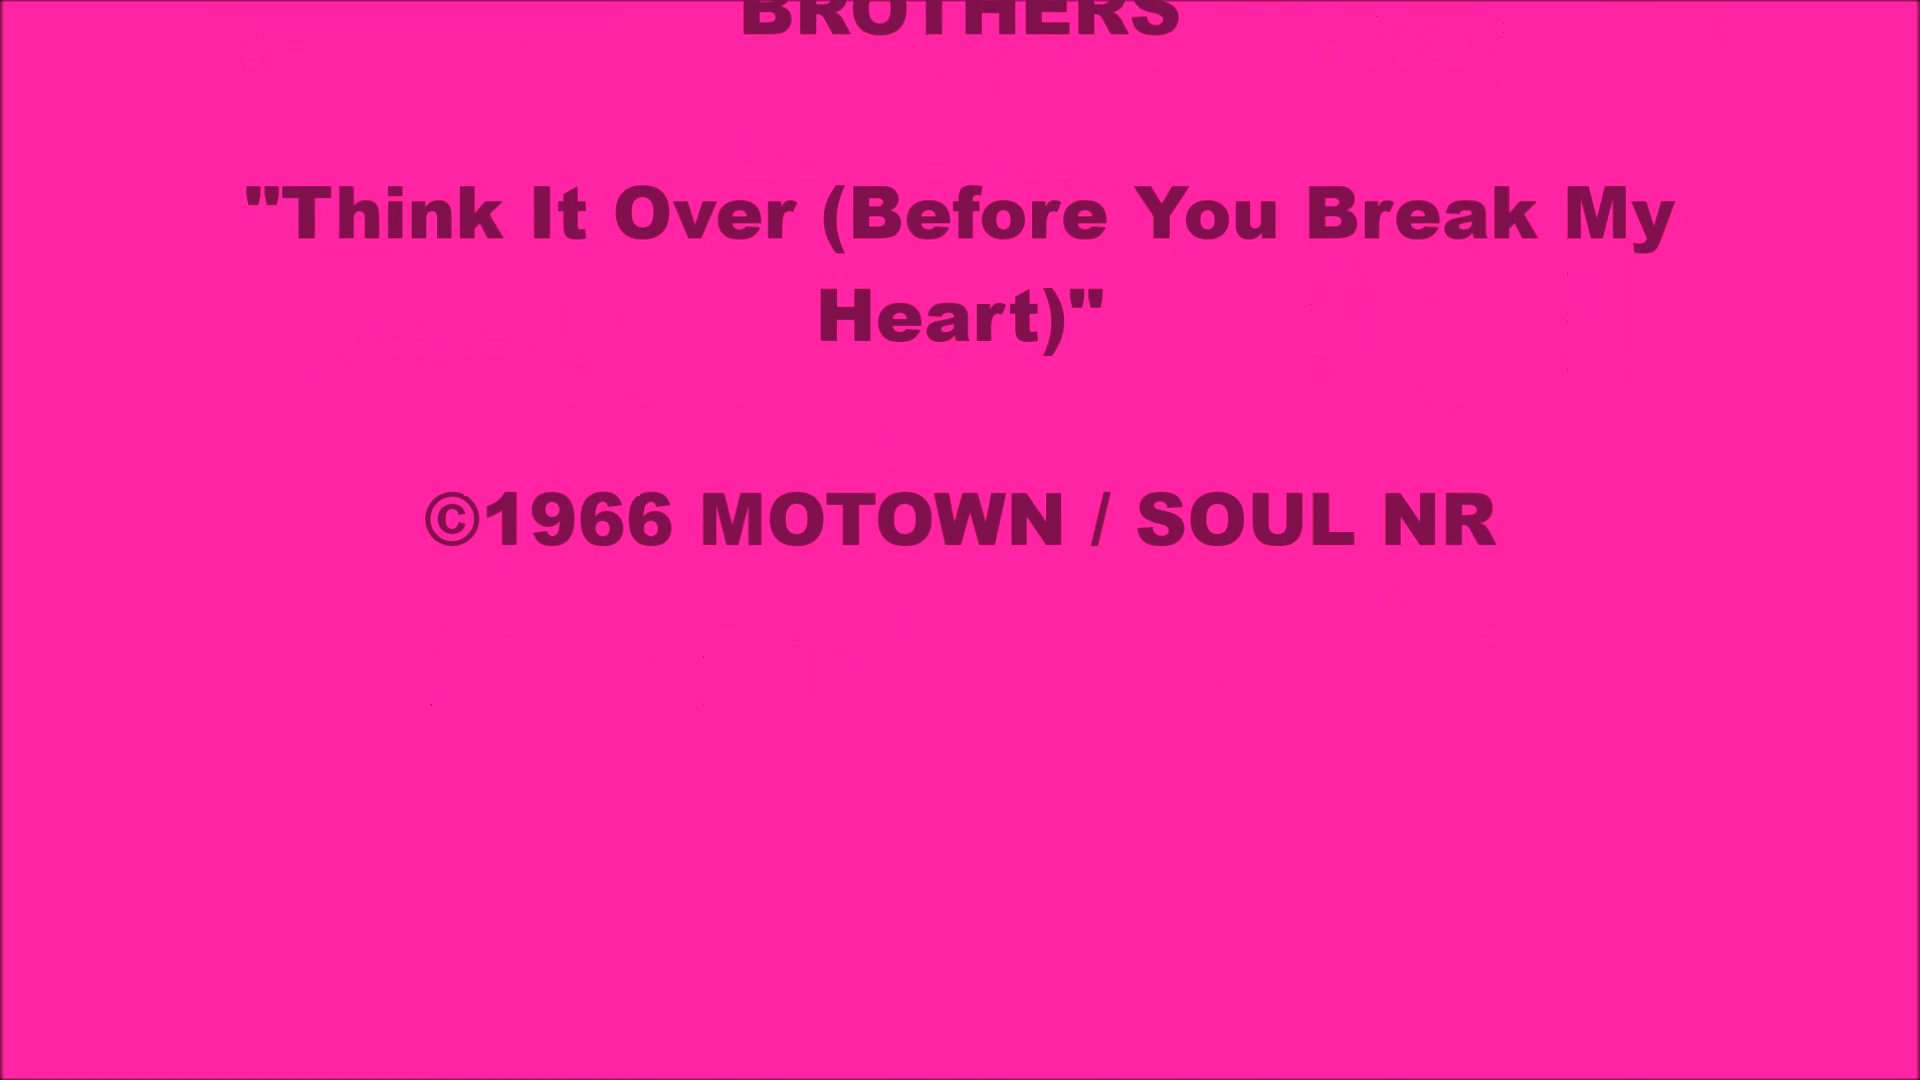 BROTHERS
"Think It Over (Before You Break My
Heart)"
©1966 MOTOWN / SOUL NR